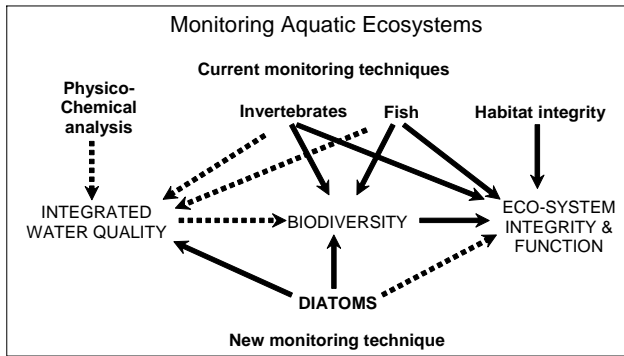 Monitoring Aquatic Ecosystems
Current monitoring techniques
Physico-
Chemical
analysis
Invertebrates
Fish
Habitat integrity
INTEGRATED
WATER QUALITY
BIODIVERSITY
ECO-SYSTEM
INTEGRITY &
FUNCTION
DIATOMS
New monitoring technique